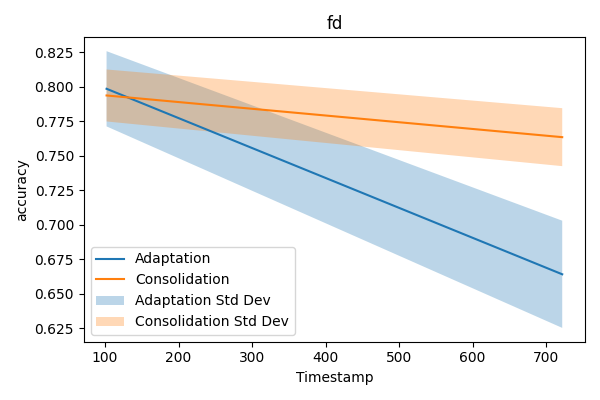 fd
accuracy
0.825
0.800
0.775
0.750
0.725
0.700
0.675
0.650
0.625
Adaptation
Consolidation
Adaptation Std Dev
Consolidation Std Dev
100 200 300 400 500 600 700
Timestamp